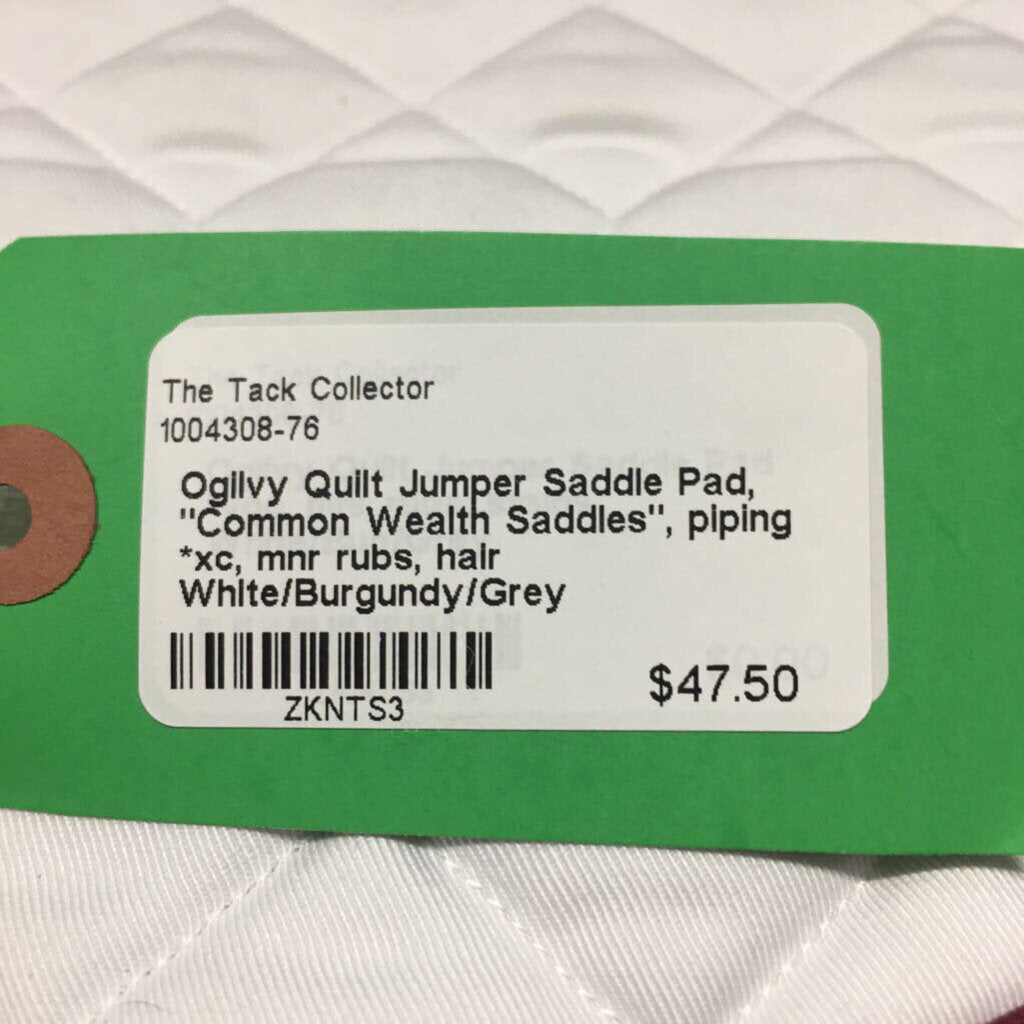 The Tack Collector
1004308-76
Ogilvy Quilt Jumper Saddle Pad,
"Common Wealth Saddles", piping
*xc, mnr rubs, hair
White/Burgundy/Grey
ZKNTS3
$47.50